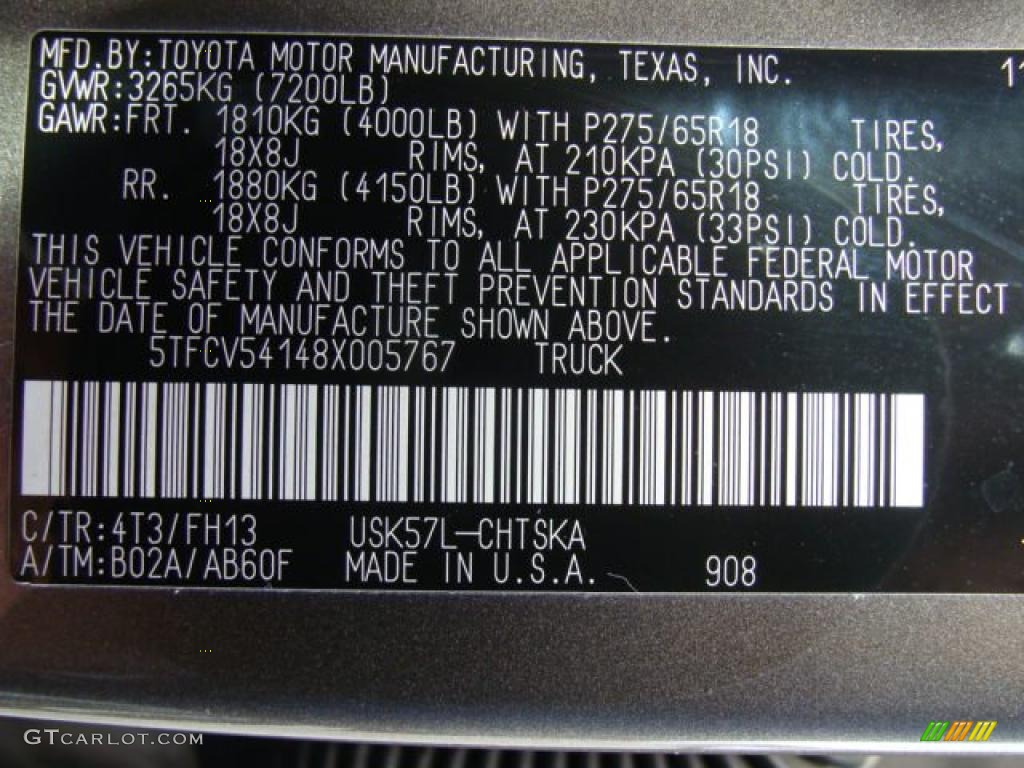 MFD. BY: TOYOTA MOTOR MANUFACTURING, TEXAS, INC. 11
GVWR: 3265KG (7200LB)
GAWR: FRT. 1810KG (4000LB) WITH P275/65R18 TIRES,
18X8J RIMS, AT 210KPA (30PSI) COLD.
RR. 1880KG (4150LB) WITH P275/65R18 TIRES,
18X8J RIMS, AT 230KPA (33PSI) COLD.
THIS VEHICLE CONFORMS TO ALL APPLICABLE FEDERAL MOTOR
VEHICLE SAFETY AND THEFT PREVENTION STANDARDS IN EFFECT
THE DATE OF MANUFACTURE SHOWN ABOVE.
5TFCV54148X005767 TRUCK
C/TR: 4T3/FH13 USK57L-CHTSKA
A/TM: B02A/AB60F MADE IN U.S.A. 908
GTCARLOT.COM